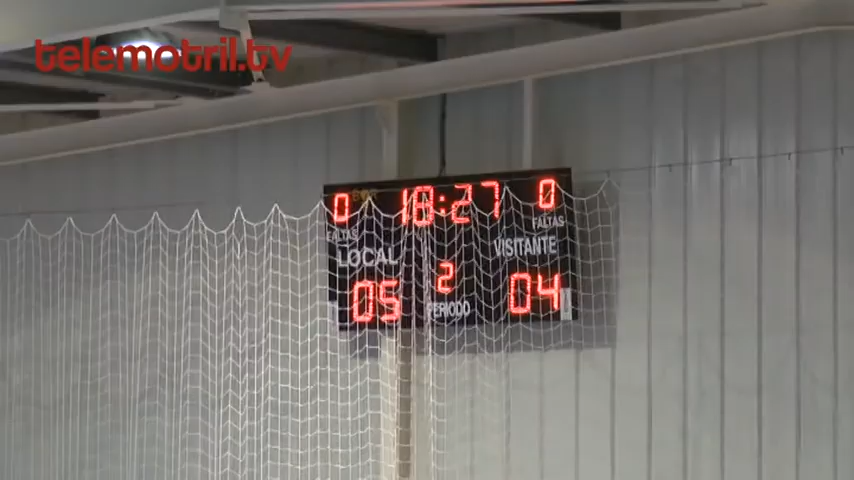 telemotril.tv
0 18:27 0
FALTAS FALTAS
LOCAL VISITANTE
2
05 PERIODO 04